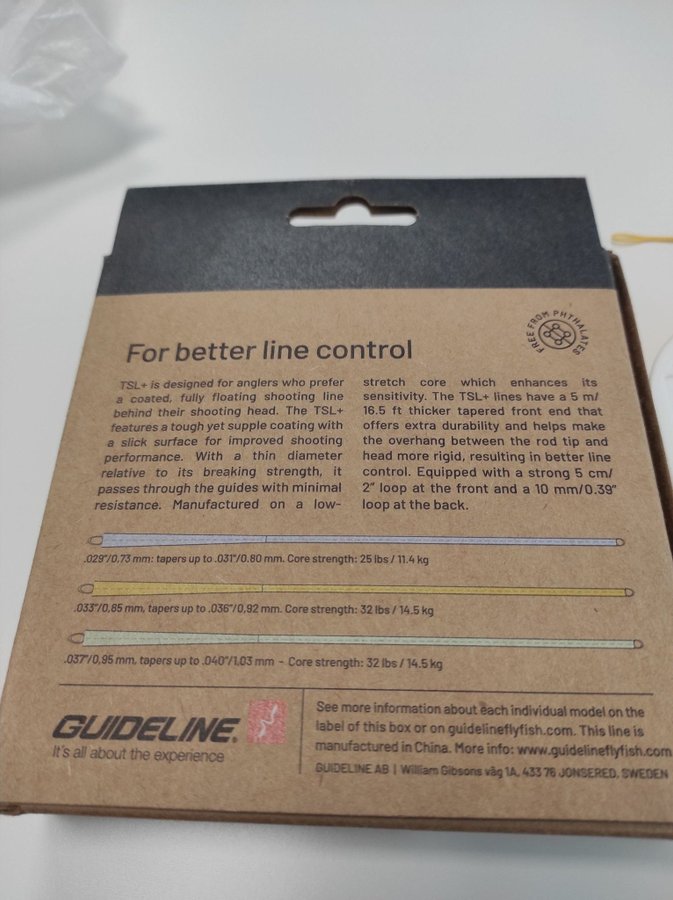 FREE FROM PHTHALATES
For better line control
TSL+ is designed for anglers who prefer
a coated, fully floating shooting line
behind their shooting head. The TSL+
features a tough yet supple coating with
a slick surface for improved shooting
performance. With a thin diameter
relative to its breaking strength, it
passes through the guides with minimal
resistance. Manufactured on a low-
stretch core which enhances its
sensitivity. The TSL+ lines have a 5 m/
16.5 ft thicker tapered front end that
offers extra durability and helps make
the overhang between the rod tip and
head more rigid, resulting in better line
control. Equipped with a strong 5 cm/
2″ loop at the front and a 10 mm/0.39″
loop at the back.
.029″/0.73 mm: tapers up to .031″/0.80 mm. Core strength: 25 lbs / 11.4 kg
.033″/0,85 mm, tapers up to .036″/0,92 mm. Core strength: 32 lbs / 14.5 kg
.037″/0,95 mm, tapers up to .040″/1,03 mm - Core strength: 32 lbs / 14.5 kg
GUIDELINE.
It's all about the experience
See more information about each individual model on the
label of this box or on guidelineflyfish.com. This line is
manufactured in China. More info: www.guidelineflyfish.com
GUIDELINE AB | William Gibsons väg 1A, 433 76 JONSERED, SWEDEN